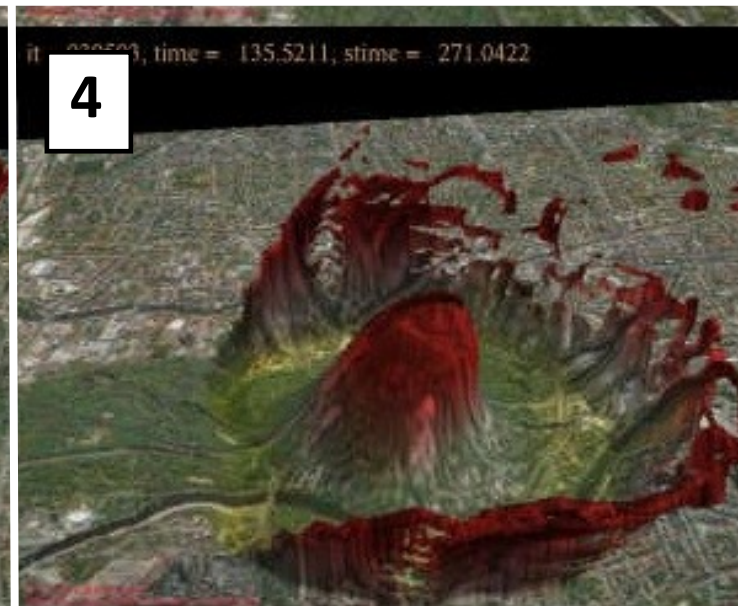 it , time = 135.5211, stime = 271.0422
4